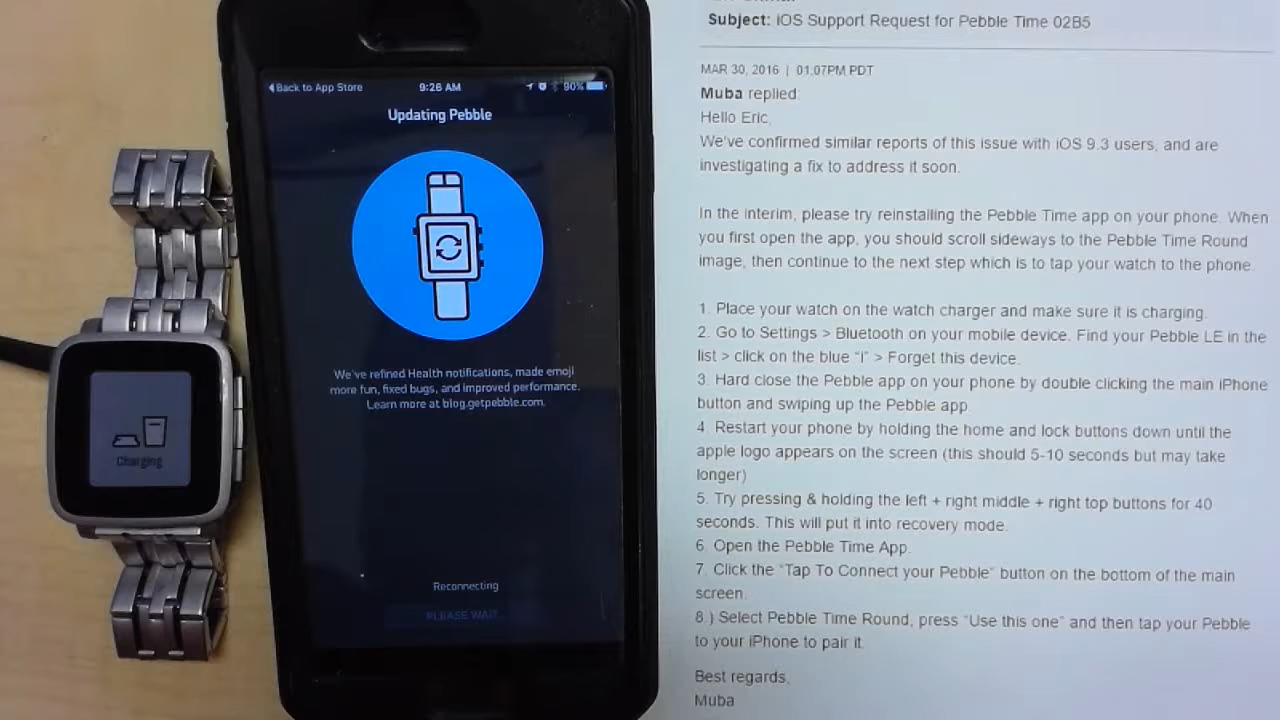 Back to App Store
9:26 AM
90%
Updating Pebble
We've refined Health notifications, made emoji
more fun, fixed bugs, and improved performance.
Learn more at blog.getpebble.com.
Reconnecting
PLEASE WAIT
Charging
Subject: iOS Support Request for Pebble Time 02B5
MAR 30, 2016 | 01:07PM PDT
Muba replied:
Hello Eric,
We've confirmed similar reports of this issue with iOS 9.3 users, and are
investigating a fix to address it soon.
In the interim, please try reinstalling the Pebble Time app on your phone. When
you first open the app, you should scroll sideways to the Pebble Time Round
image, then continue to the next step which is to tap your watch to the phone.
1. Place your watch on the watch charger and make sure it is charging.
2. Go to Settings > Bluetooth on your mobile device. Find your Pebble LE in the
list > click on the blue "i" > Forget this device.
3. Hard close the Pebble app on your phone by double clicking the main iPhone
button and swiping up the Pebble app
4. Restart your phone by holding the home and lock buttons down until the
apple logo appears on the screen (this should 5-10 seconds but may take
longer)
5. Try pressing & holding the left + right middle + right top buttons for 40
seconds. This will put it into recovery mode.
6. Open the Pebble Time App.
7. Click the "Tap To Connect your Pebble" button on the bottom of the main
screen.
8.) Select Pebble Time Round, press "Use this one" and then tap your Pebble
to your iPhone to pair it.
Best regards,
Muba